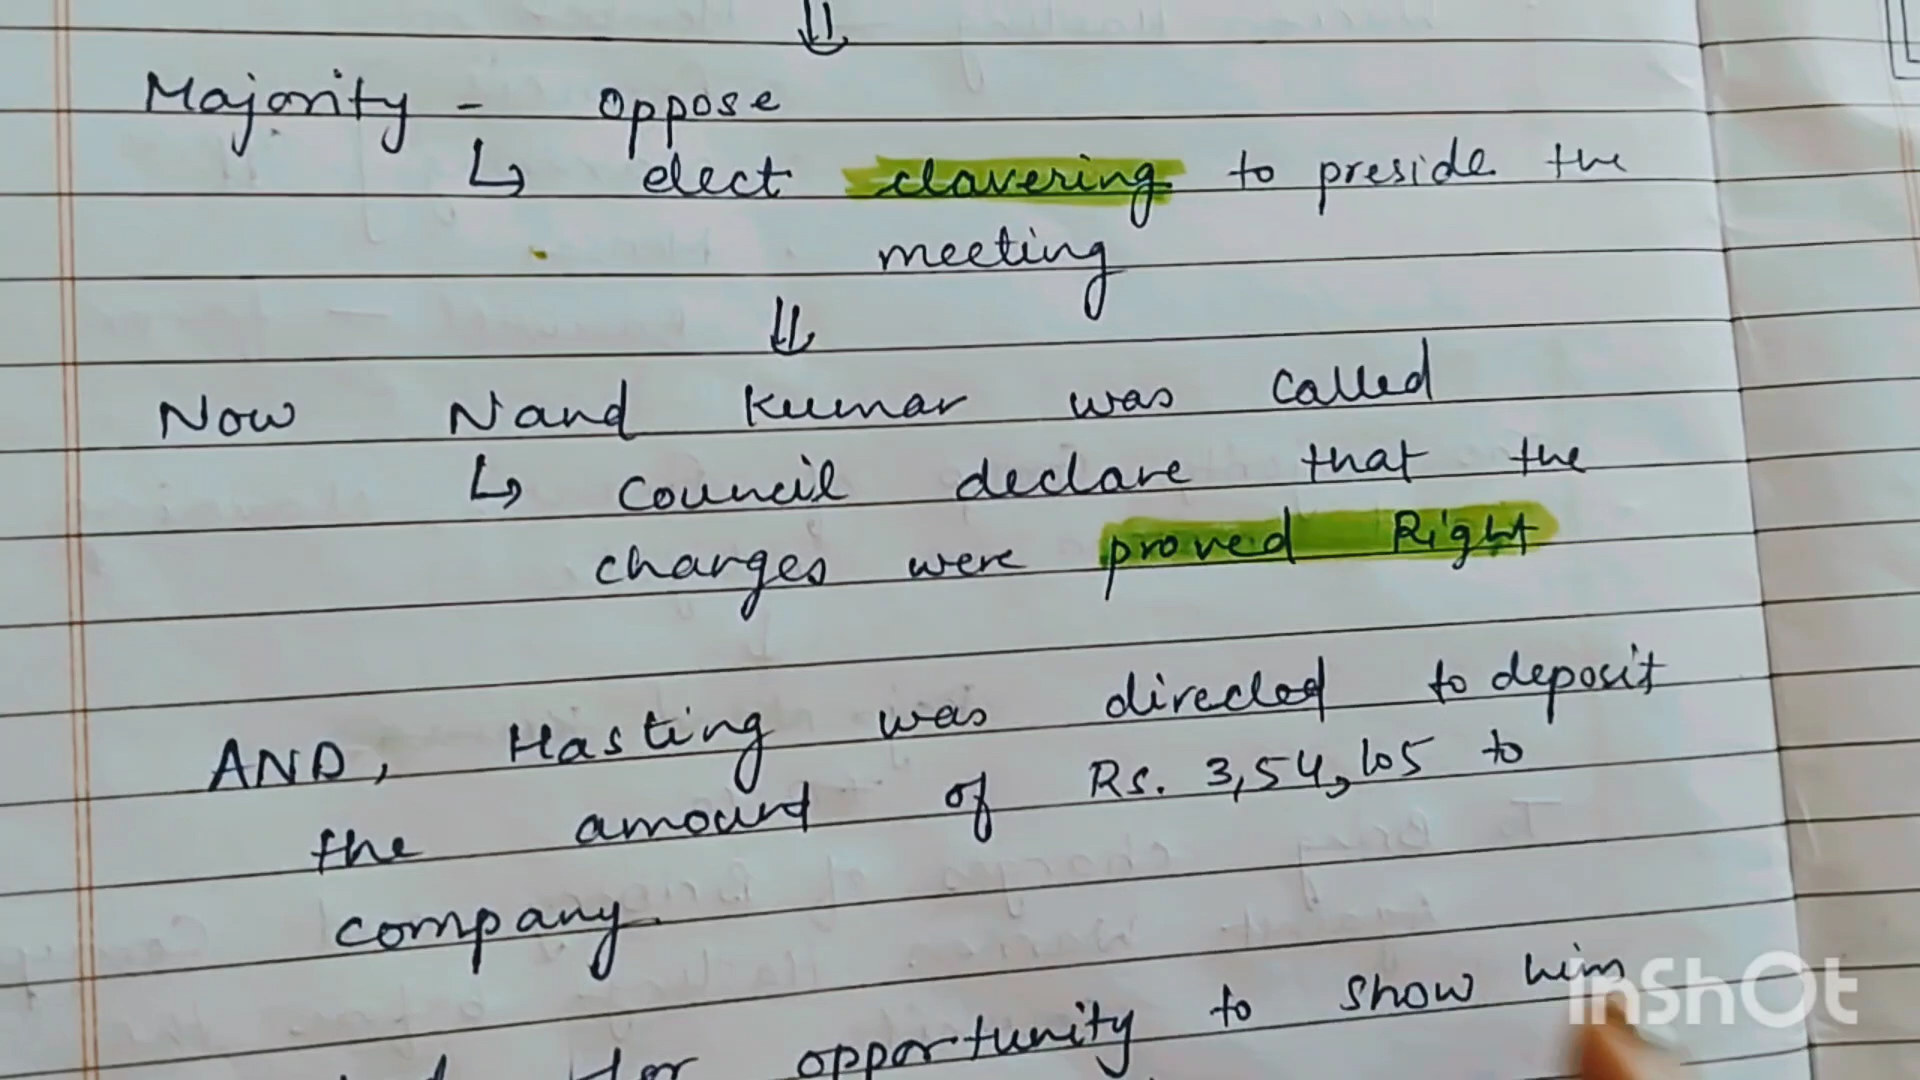 ⇓
Majority - oppose
↳ elect clavering to preside the
meeting
⇓
Now Nand Kumar was called
↳ Council declare that the
charges were proved Right
AND, Hasting was directed to deposit
the amount of Rs. 3,54,105 to
company.
for opportunity to show him
InShot